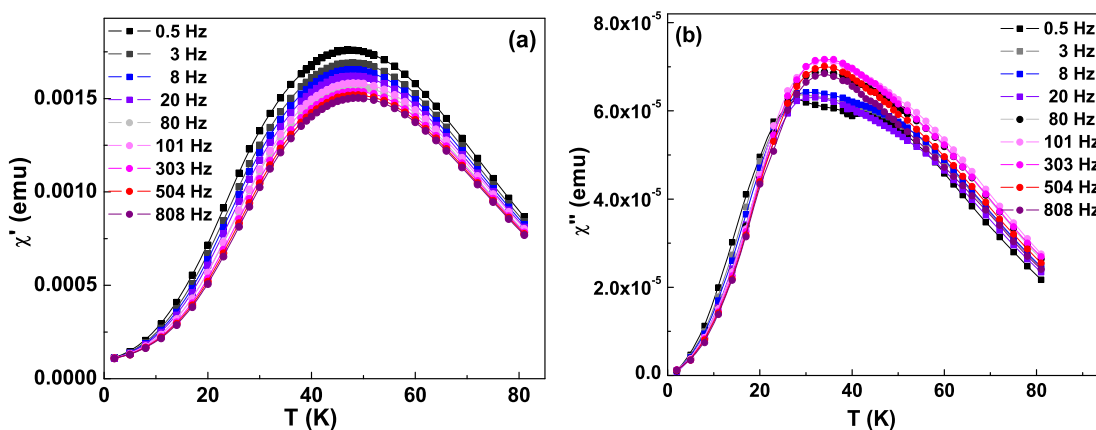 (a)
0.5 Hz
3 Hz
8 Hz
20 Hz
80 Hz
101 Hz
303 Hz
504 Hz
808 Hz
0.0015
0.0010
0.0005
0.0000
χ' (emu)
0 20 40 60 80
T (K)
(b)
0.5 Hz
3 Hz
8 Hz
20 Hz
80 Hz
101 Hz
303 Hz
504 Hz
808 Hz
8.0x10⁻⁵
6.0x10⁻⁵
4.0x10⁻⁵
2.0x10⁻⁵
0.0
χ'' (emu)
0 20 40 60 80
T (K)